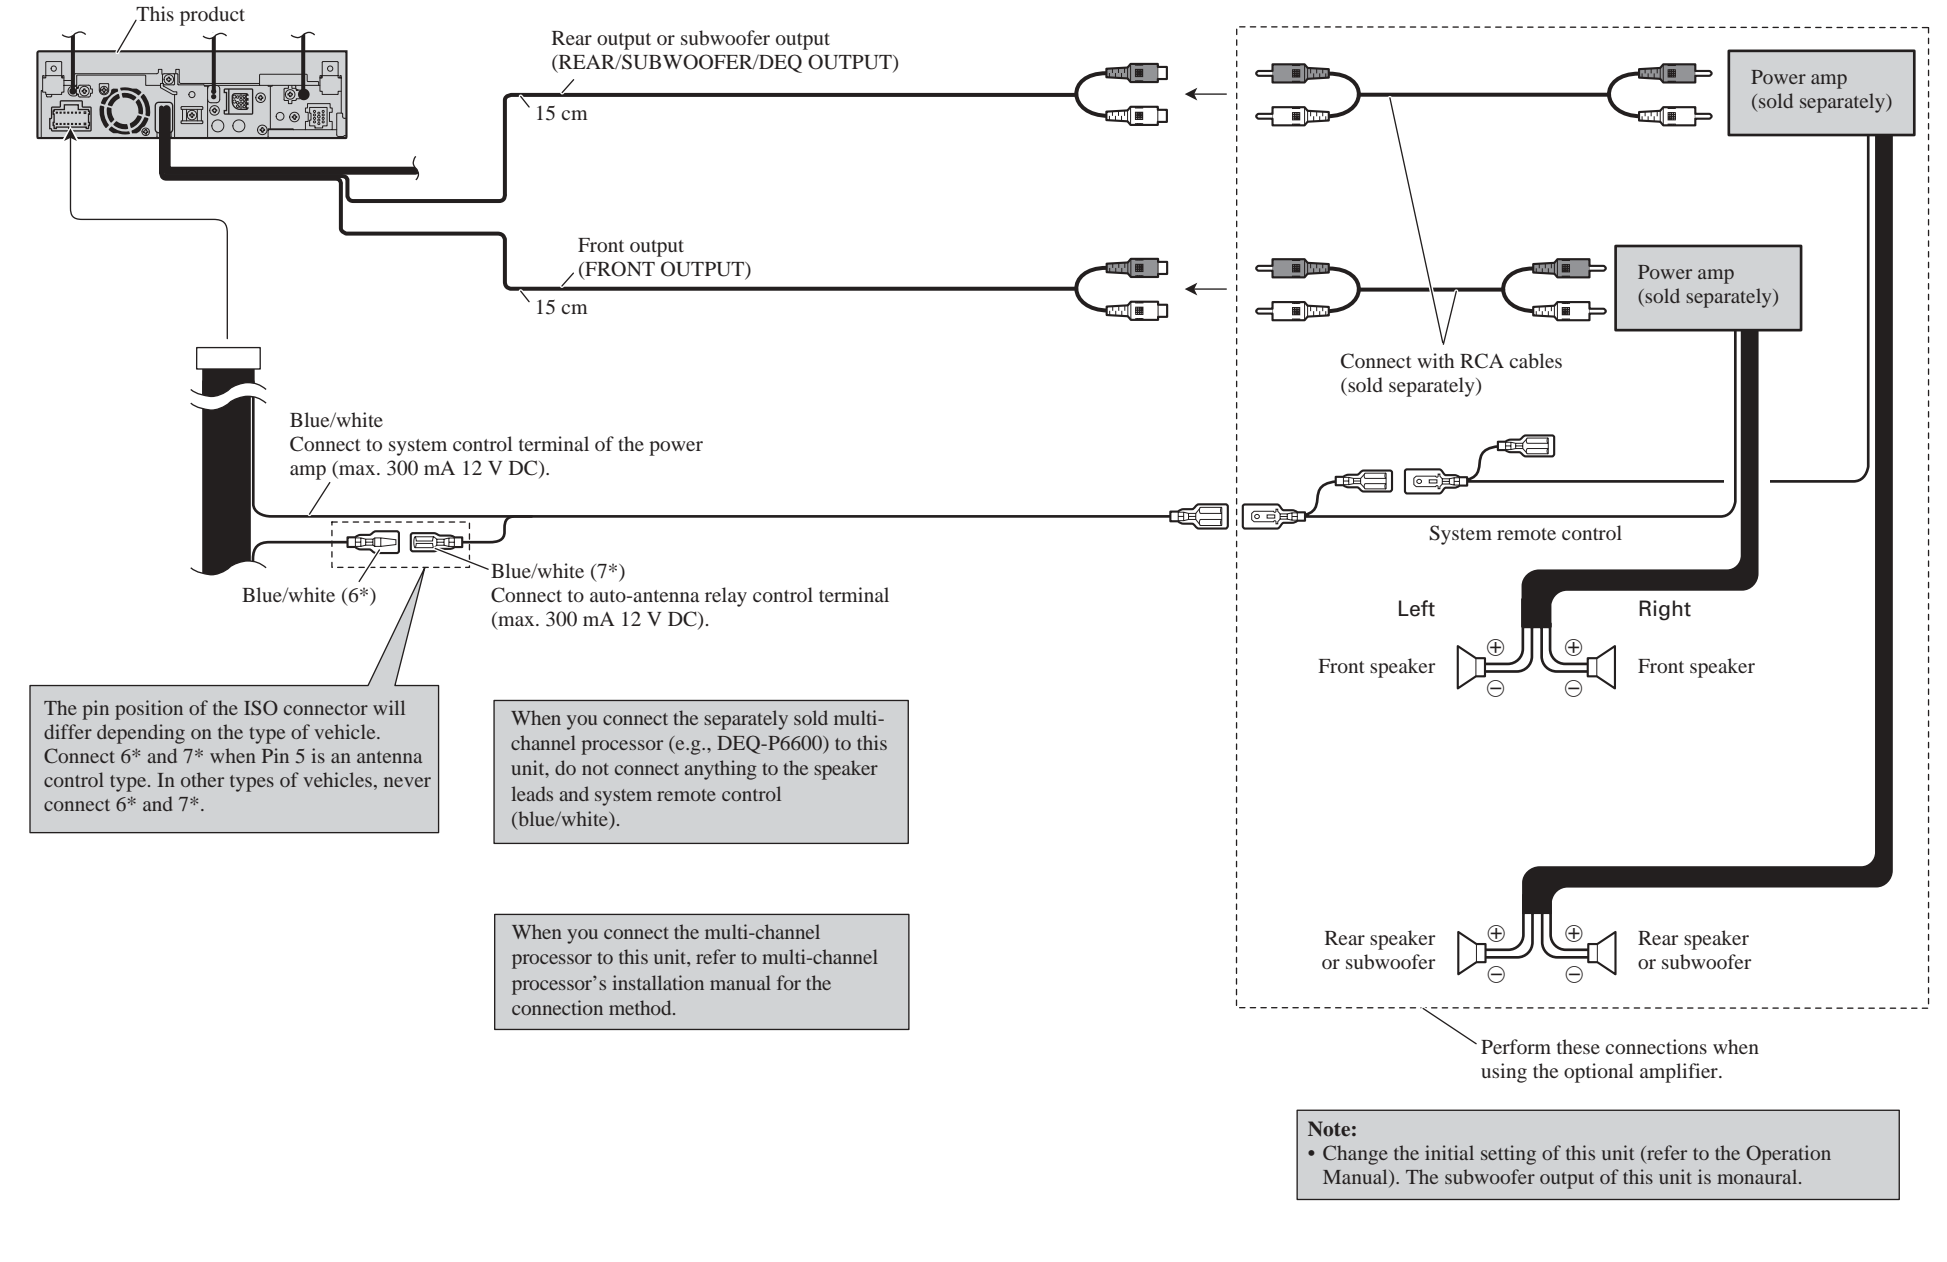 This product
Rear output or subwoofer output
(REAR/SUBWOOFER/DEQ OUTPUT)
15 cm
Power amp
(sold separately)
Front output
(FRONT OUTPUT)
15 cm
Power amp
(sold separately)
Connect with RCA cables
(sold separately)
Blue/white
Connect to system control terminal of the power
amp (max. 300 mA 12 V DC).
System remote control
Blue/white (6*)
Blue/white (7*)
Connect to auto-antenna relay control terminal
(max. 300 mA 12 V DC).
Left
Right
Front speaker
+
−
+
−
Front speaker
The pin position of the ISO connector will
differ depending on the type of vehicle.
Connect 6* and 7* when Pin 5 is an antenna
control type. In other types of vehicles, never
connect 6* and 7*.
When you connect the separately sold multi-
channel processor (e.g., DEQ-P6600) to this
unit, do not connect anything to the speaker
leads and system remote control
(blue/white).
When you connect the multi-channel
processor to this unit, refer to multi-channel
processor’s installation manual for the
connection method.
Rear speaker
or subwoofer
+
−
+
−
Rear speaker
or subwoofer
Perform these connections when
using the optional amplifier.
Note:
• Change the initial setting of this unit (refer to the Operation
Manual). The subwoofer output of this unit is monaural.